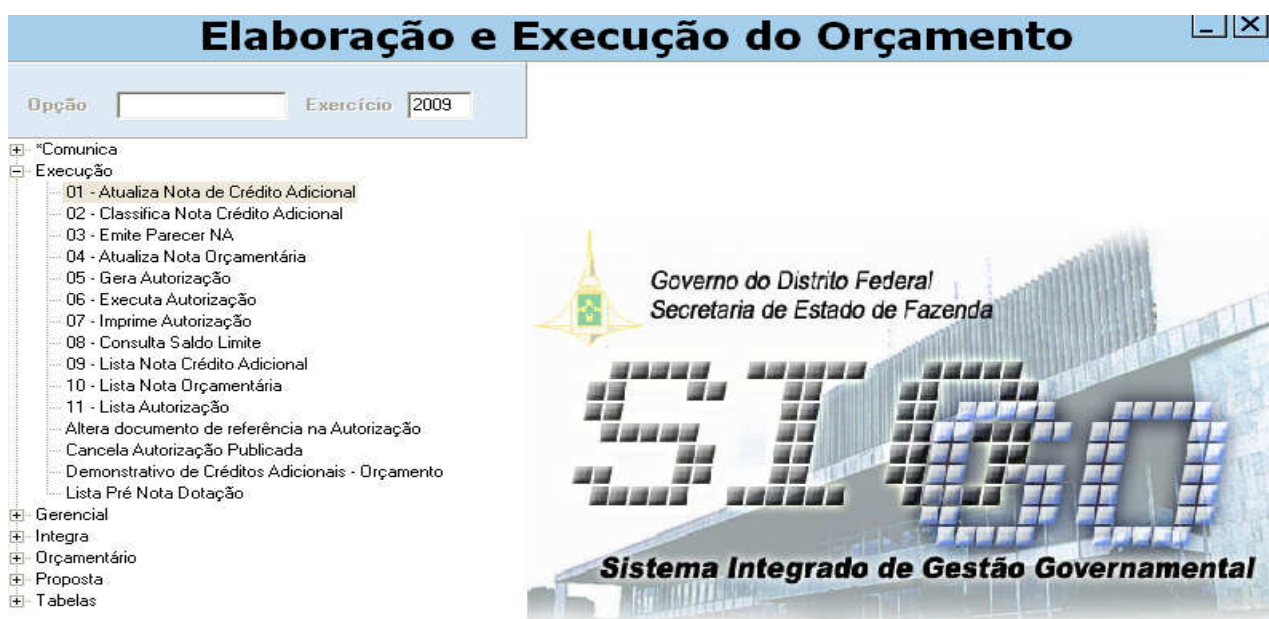 Elaboração e Execução do Orçamento
Opção
Exercício 2009
*Comunica
Execução
01 - Atualiza Nota de Crédito Adicional
02 - Classifica Nota Crédito Adicional
03 - Emite Parecer NA
04 - Atualiza Nota Orçamentária
05 - Gera Autorização
06 - Executa Autorização
07 - Imprime Autorização
08 - Consulta Saldo Limite
09 - Lista Nota Crédito Adicional
10 - Lista Nota Orçamentária
11 - Lista Autorização
Altera documento de referência na Autorização
Cancela Autorização Publicada
Demonstrativo de Créditos Adicionais - Orçamento
Lista Pré Nota Dotação
Gerencial
Integra
Orçamentário
Proposta
Tabelas
Governo do Distrito Federal
Secretaria de Estado de Fazenda
SIGGO
Sistema Integrado de Gestão Governamental